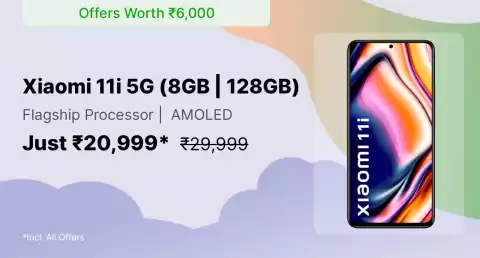 Offers Worth ₹6,000
Xiaomi 11i 5G (8GB | 128GB)
Flagship Processor | AMOLED
Just ₹20,999* ₹29,999
*Incl. All Offers
xiaomi 11i